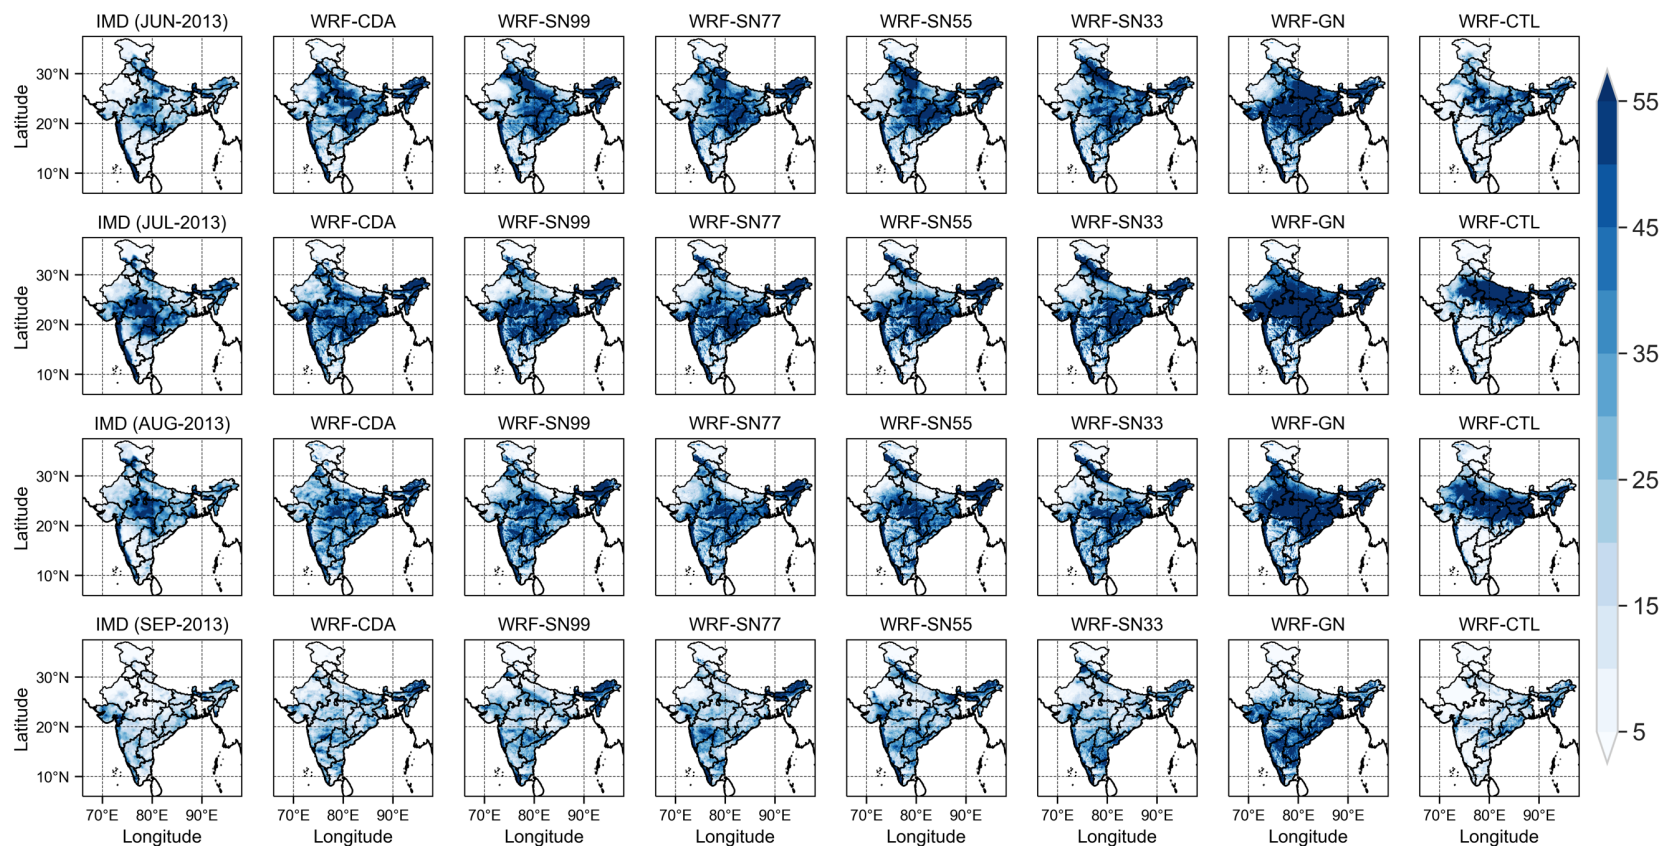 IMD (JUN-2013) WRF-CDA WRF-SN99 WRF-SN77 WRF-SN55 WRF-SN33 WRF-GN WRF-CTL
30°N
20°N
10°N
Latitude
IMD (JUL-2013) WRF-CDA WRF-SN99 WRF-SN77 WRF-SN55 WRF-SN33 WRF-GN WRF-CTL
30°N
20°N
10°N
Latitude
IMD (AUG-2013) WRF-CDA WRF-SN99 WRF-SN77 WRF-SN55 WRF-SN33 WRF-GN WRF-CTL
30°N
20°N
10°N
Latitude
IMD (SEP-2013) WRF-CDA WRF-SN99 WRF-SN77 WRF-SN55 WRF-SN33 WRF-GN WRF-CTL
30°N
20°N
10°N
Latitude
70°E 80°E 90°E 70°E 80°E 90°E 70°E 80°E 90°E 70°E 80°E 90°E 70°E 80°E 90°E 70°E 80°E 90°E 70°E 80°E 90°E 70°E 80°E 90°E
Longitude Longitude Longitude Longitude Longitude Longitude Longitude Longitude
55
45
35
25
15
5